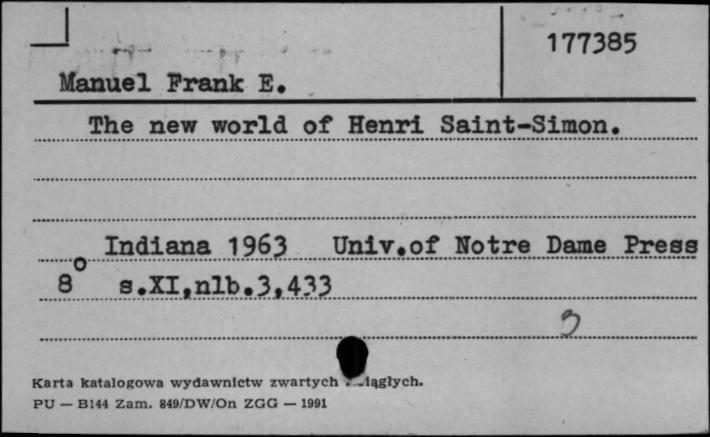 177385
Manuel Frank E.
The new world of Henri Saint-Simon.
Indiana 1963 Univ.of Notre Dame Press
8° s.XI,nlb.3,433
3
Karta katalogowa wydawnictw zwartych
PU — B144 Zam. 849/DW/On ZGG — 1991